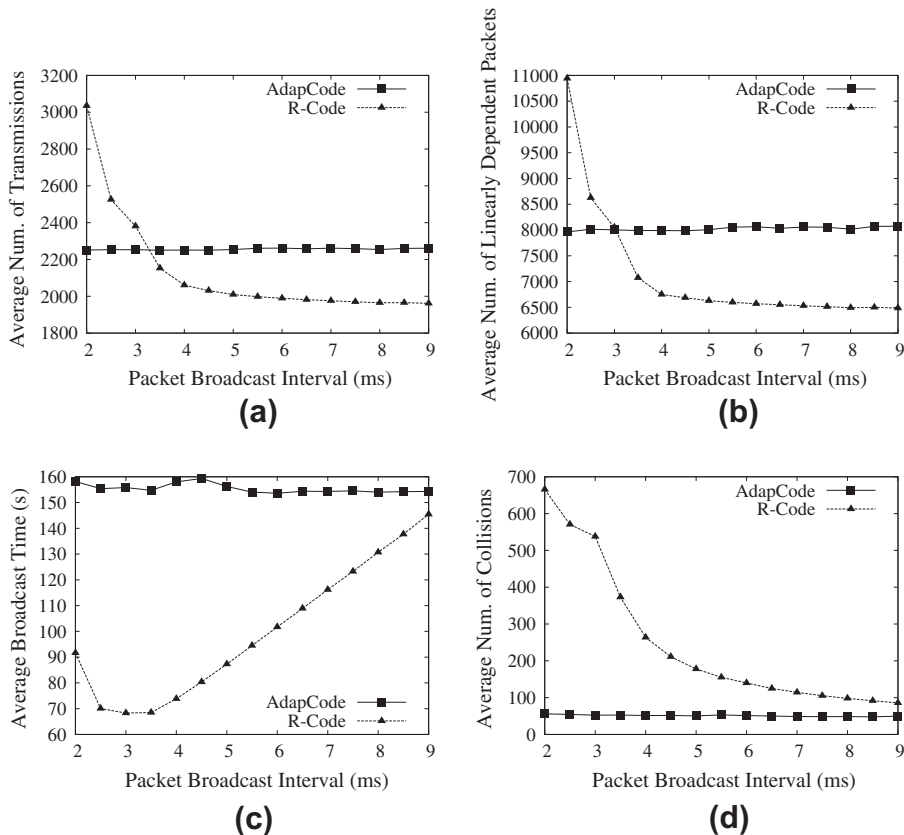 Average Num. of Transmissions
3200
3000
2800
2600
2400
2200
2000
1800
2 3 4 5 6 7 8 9
Packet Broadcast Interval (ms)
AdapCode
R-Code
(a)
Average Num. of Linearly Dependent Packets
11000
10500
10000
9500
9000
8500
8000
7500
7000
6500
6000
2 3 4 5 6 7 8 9
Packet Broadcast Interval (ms)
AdapCode
R-Code
(b)
Average Broadcast Time (s)
160
150
140
130
120
110
100
90
80
70
60
2 3 4 5 6 7 8 9
Packet Broadcast Interval (ms)
AdapCode
R-Code
(c)
Average Num. of Collisions
700
600
500
400
300
200
100
0
2 3 4 5 6 7 8 9
Packet Broadcast Interval (ms)
AdapCode
R-Code
(d)